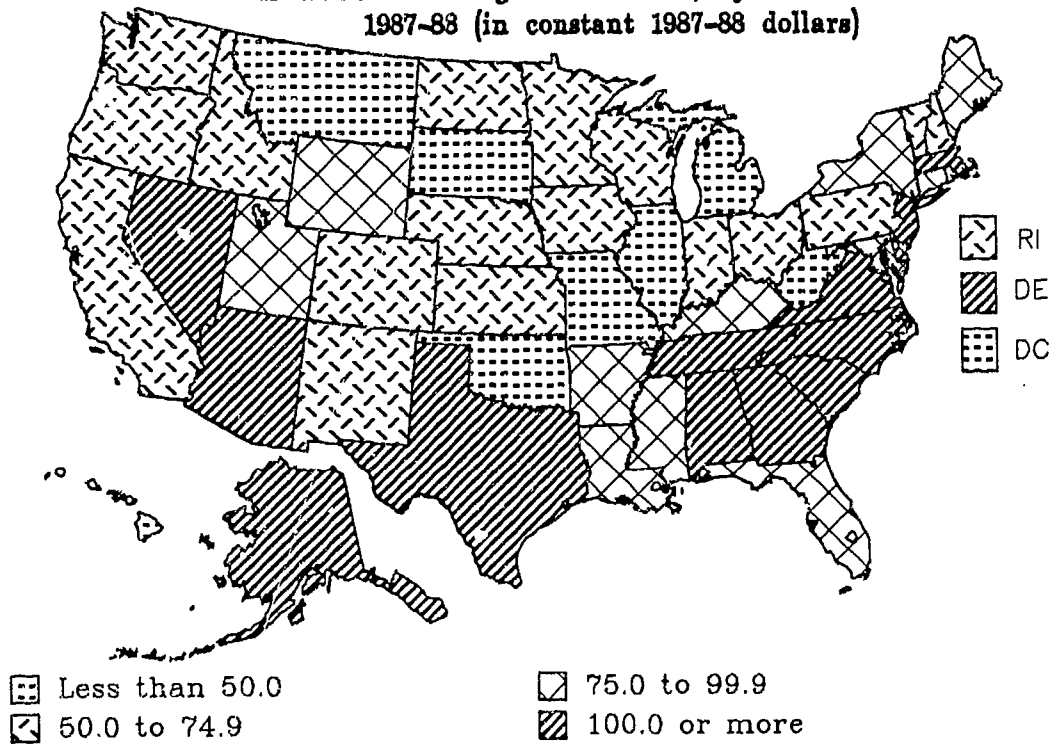 1987–88 (in constant 1987–88 dollars)
RI
DE
DC
Less than 50.0
50.0 to 74.9
75.0 to 99.9
100.0 or more